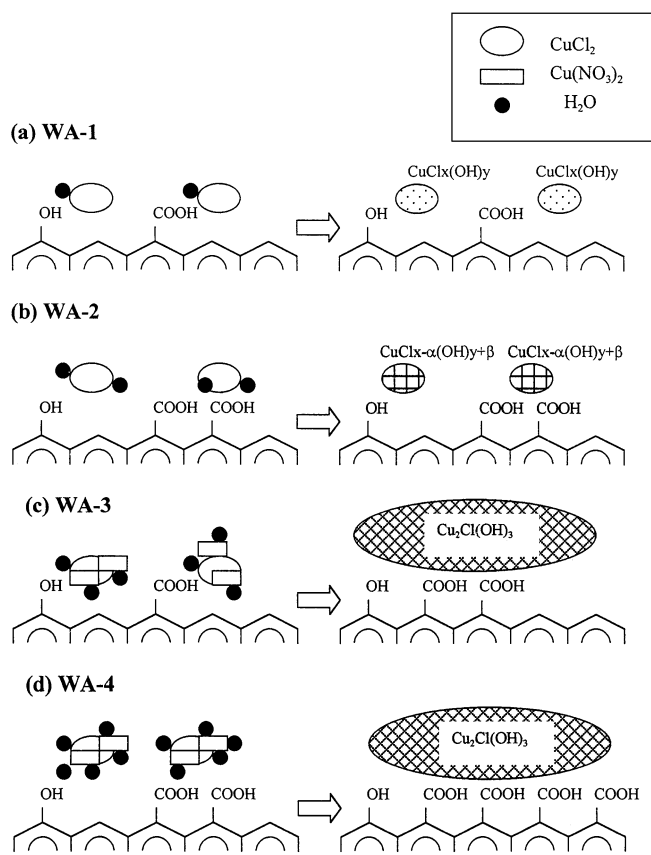 CuCl2
Cu(NO3)2
H2O
(a) WA-1
CuClx(OH)y CuClx(OH)y
OH COOH OH COOH
(b) WA-2
CuClx-α(OH)y+β CuClx-α(OH)y+β
OH COOH COOH OH COOH COOH
(c) WA-3
Cu2Cl(OH)3
OH COOH OH COOH COOH
(d) WA-4
Cu2Cl(OH)3
OH COOH COOH OH COOH COOH COOH COOH